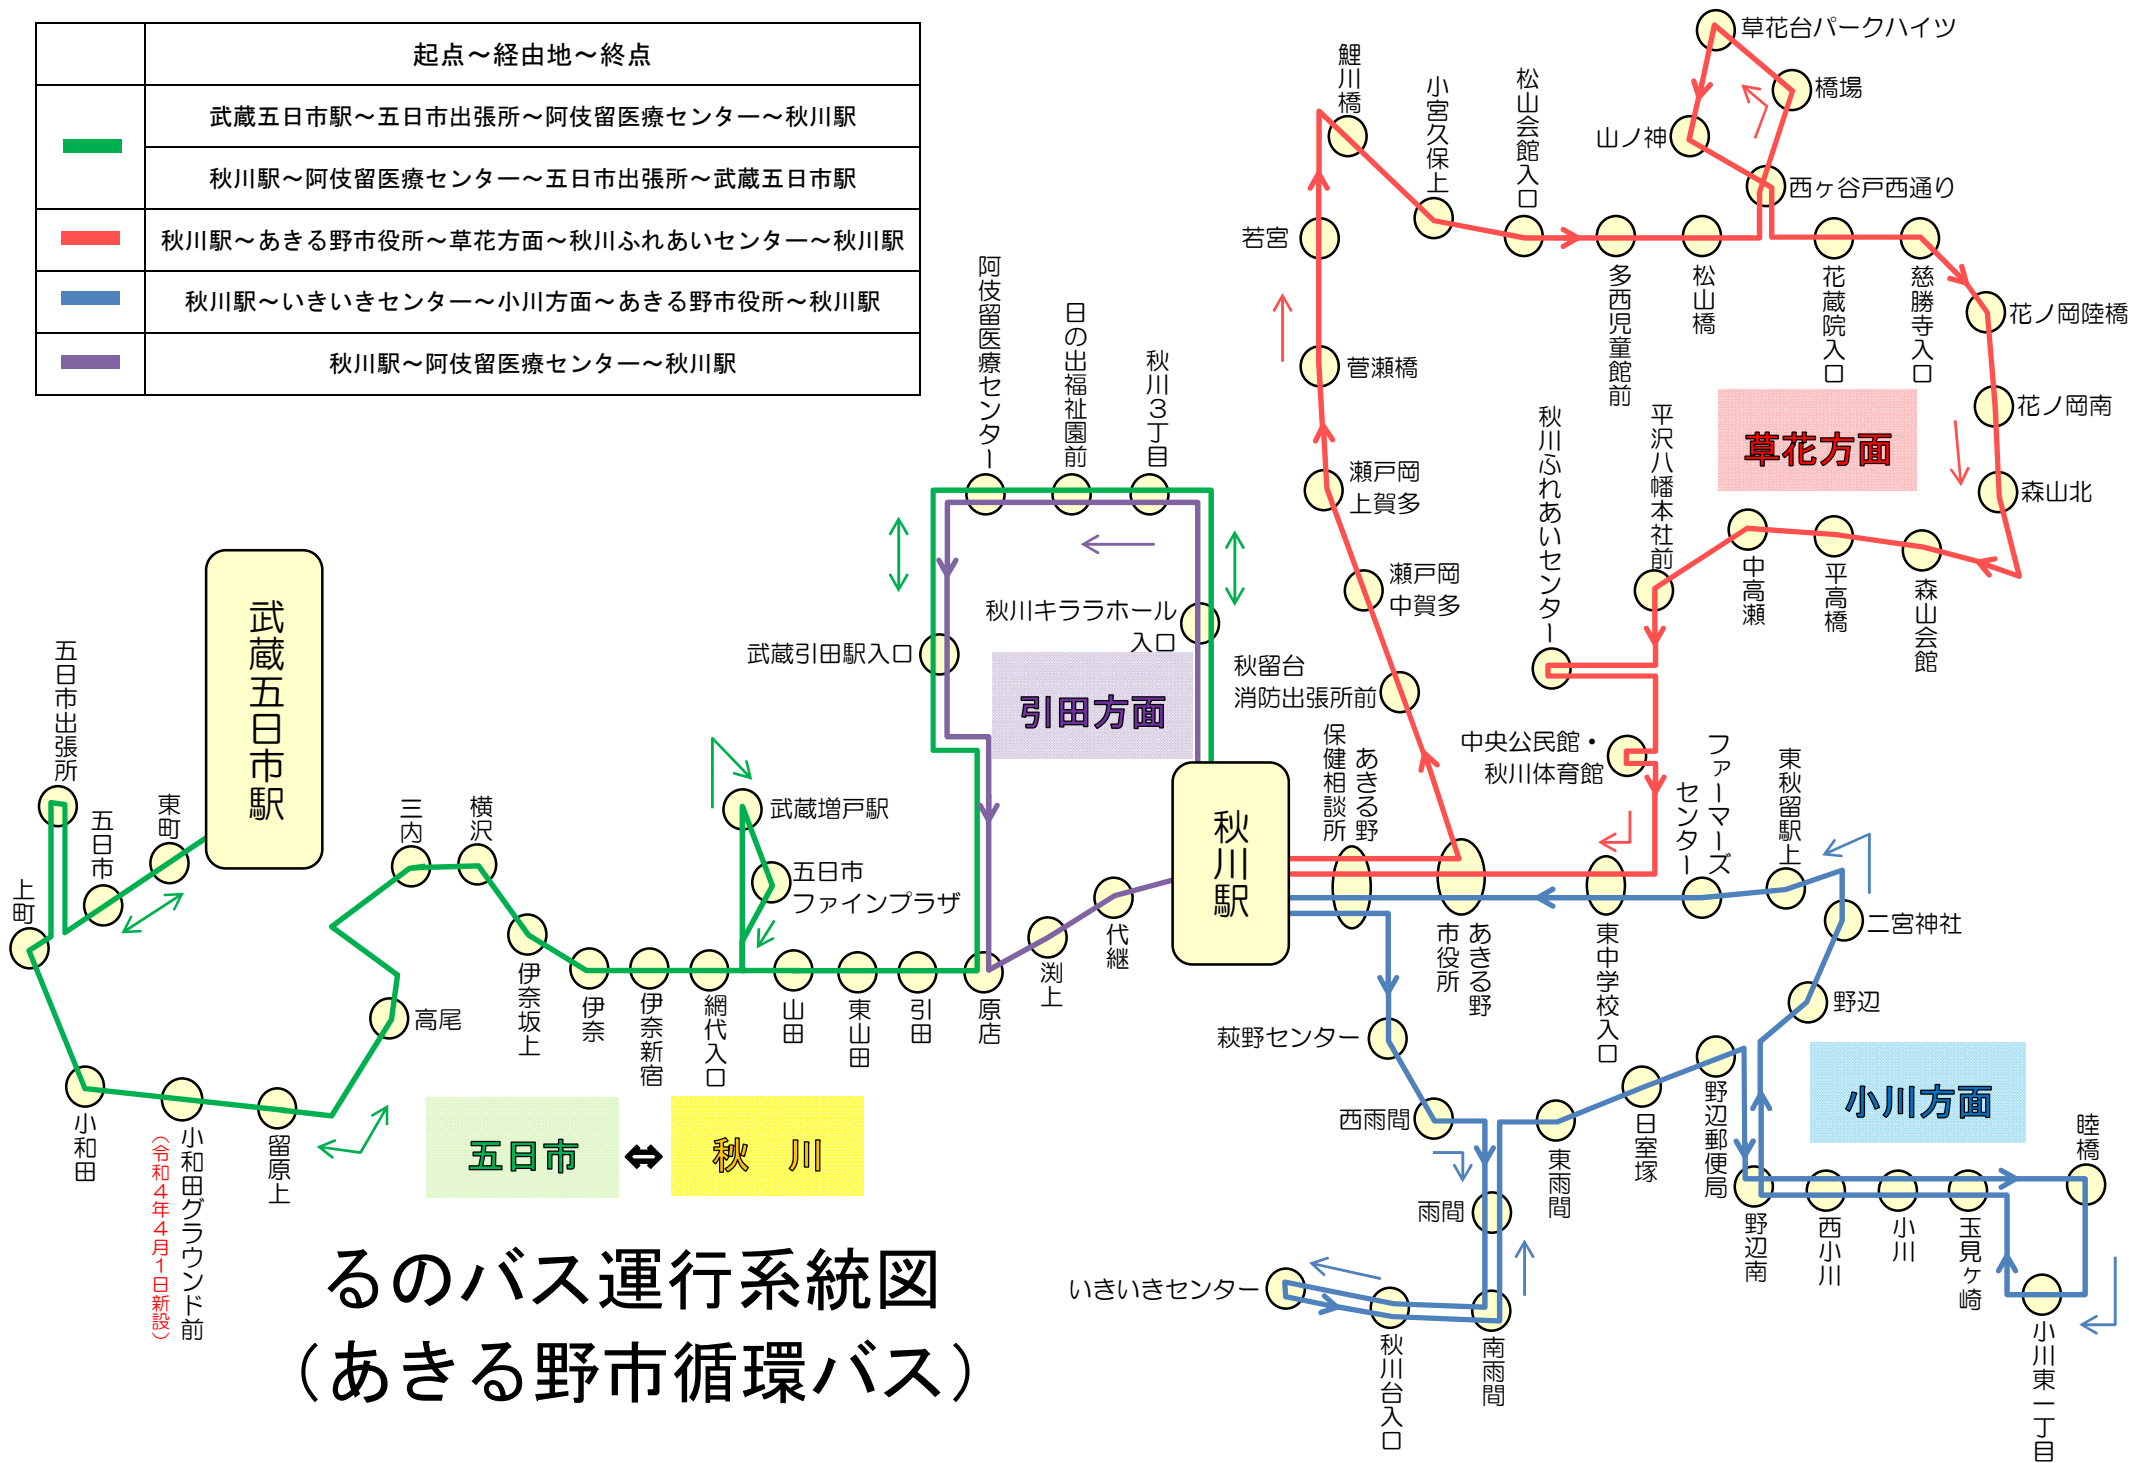 起点～経由地～終点
武蔵五日市駅～五日市出張所～阿伎留医療センター～秋川駅
秋川駅～阿伎留医療センター～五日市出張所～武蔵五日市駅
秋川駅～あきる野市役所～草花方面～秋川ふれあいセンター～秋川駅
秋川駅～いきいきセンター～小川方面～あきる野市役所～秋川駅
秋川駅～阿伎留医療センター～秋川駅
草花台パークハイツ
橋場
山ノ神
西ヶ谷戸西通り
鯉川橋
小宮久保上
松山会館入口
若宮
多西児童館前
松山橋
花蔵院入口
慈勝寺入口
花ノ岡陸橋
花ノ岡南
森山北
菅瀬橋
草花方面
瀬戸岡
上賀多
瀬戸岡
中賀多
秋川ふれあいセンター
平沢八幡本社前
中高瀬
平高橋
森山会館
阿伎留医療センター
日の出福祉園前
秋川３丁目
秋川キララホール
入口
武蔵引田駅入口
引田方面
秋留台
消防出張所前
中央公民館・
秋川体育館
あきる野
保健相談所
ファーマーズ
センター
東秋留駅上
武蔵五日市駅
五日市出張所
五日市
東町
上町
三内
横沢
武蔵増戸駅
五日市
ファインプラザ
秋川駅
代継
渕上
原店
引田
東山田
山田
網代入口
伊奈新宿
伊奈
伊奈坂上
高尾
小和田
小和田グラウンド前
（令和４年４月１日新設）
留原上
五日市
⇔
秋　川
あきる野
市役所
東中学校入口
二宮神社
野辺
萩野センター
西雨間
雨間
東雨間
日室塚
野辺郵便局
小川方面
野辺南
西小川
小川
玉見ヶ崎
睦橋
小川東一丁目
いきいきセンター
秋川台入口
南雨間
るのバス運行系統図
（あきる野市循環バス）